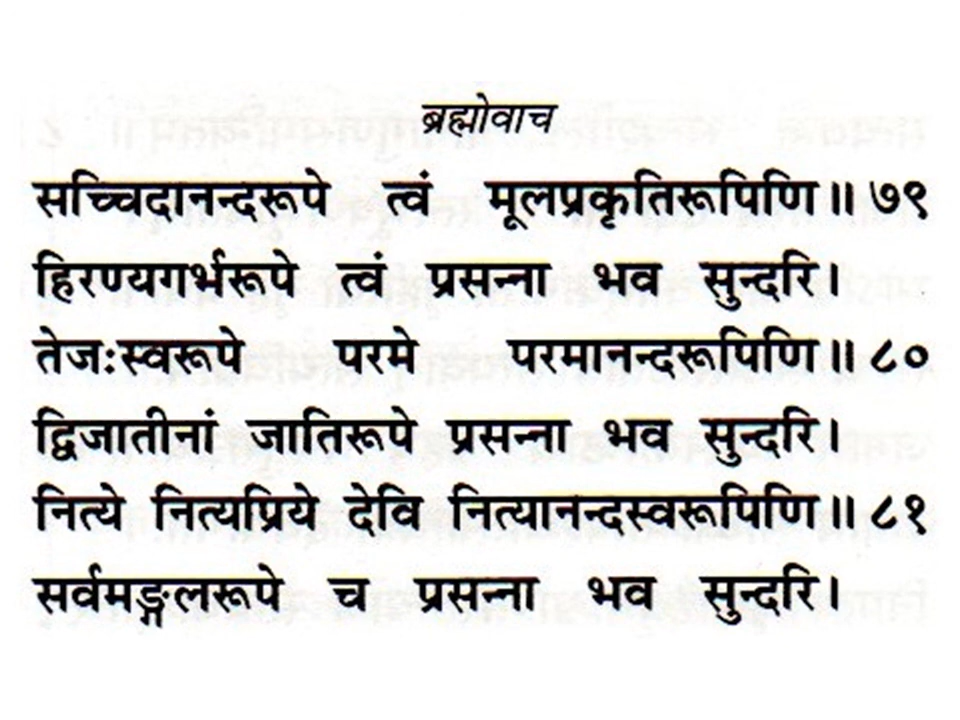 ब्रह्मोवाच
सच्चिदानन्दरूपे त्वं मूलप्रकृतिरूपिणि॥ ७९
हिरण्यगर्भरूपे त्वं प्रसन्ना भव सुन्दरि।
तेजःस्वरूपे परमे परमानन्दरूपिणि॥ ८०
द्विजातीनां जातिरूपे प्रसन्ना भव सुन्दरि।
नित्ये नित्यप्रिये देवि नित्यानन्दस्वरूपिणि॥ ८१
सर्वमङ्गलरूपे च प्रसन्ना भव सुन्दरि।